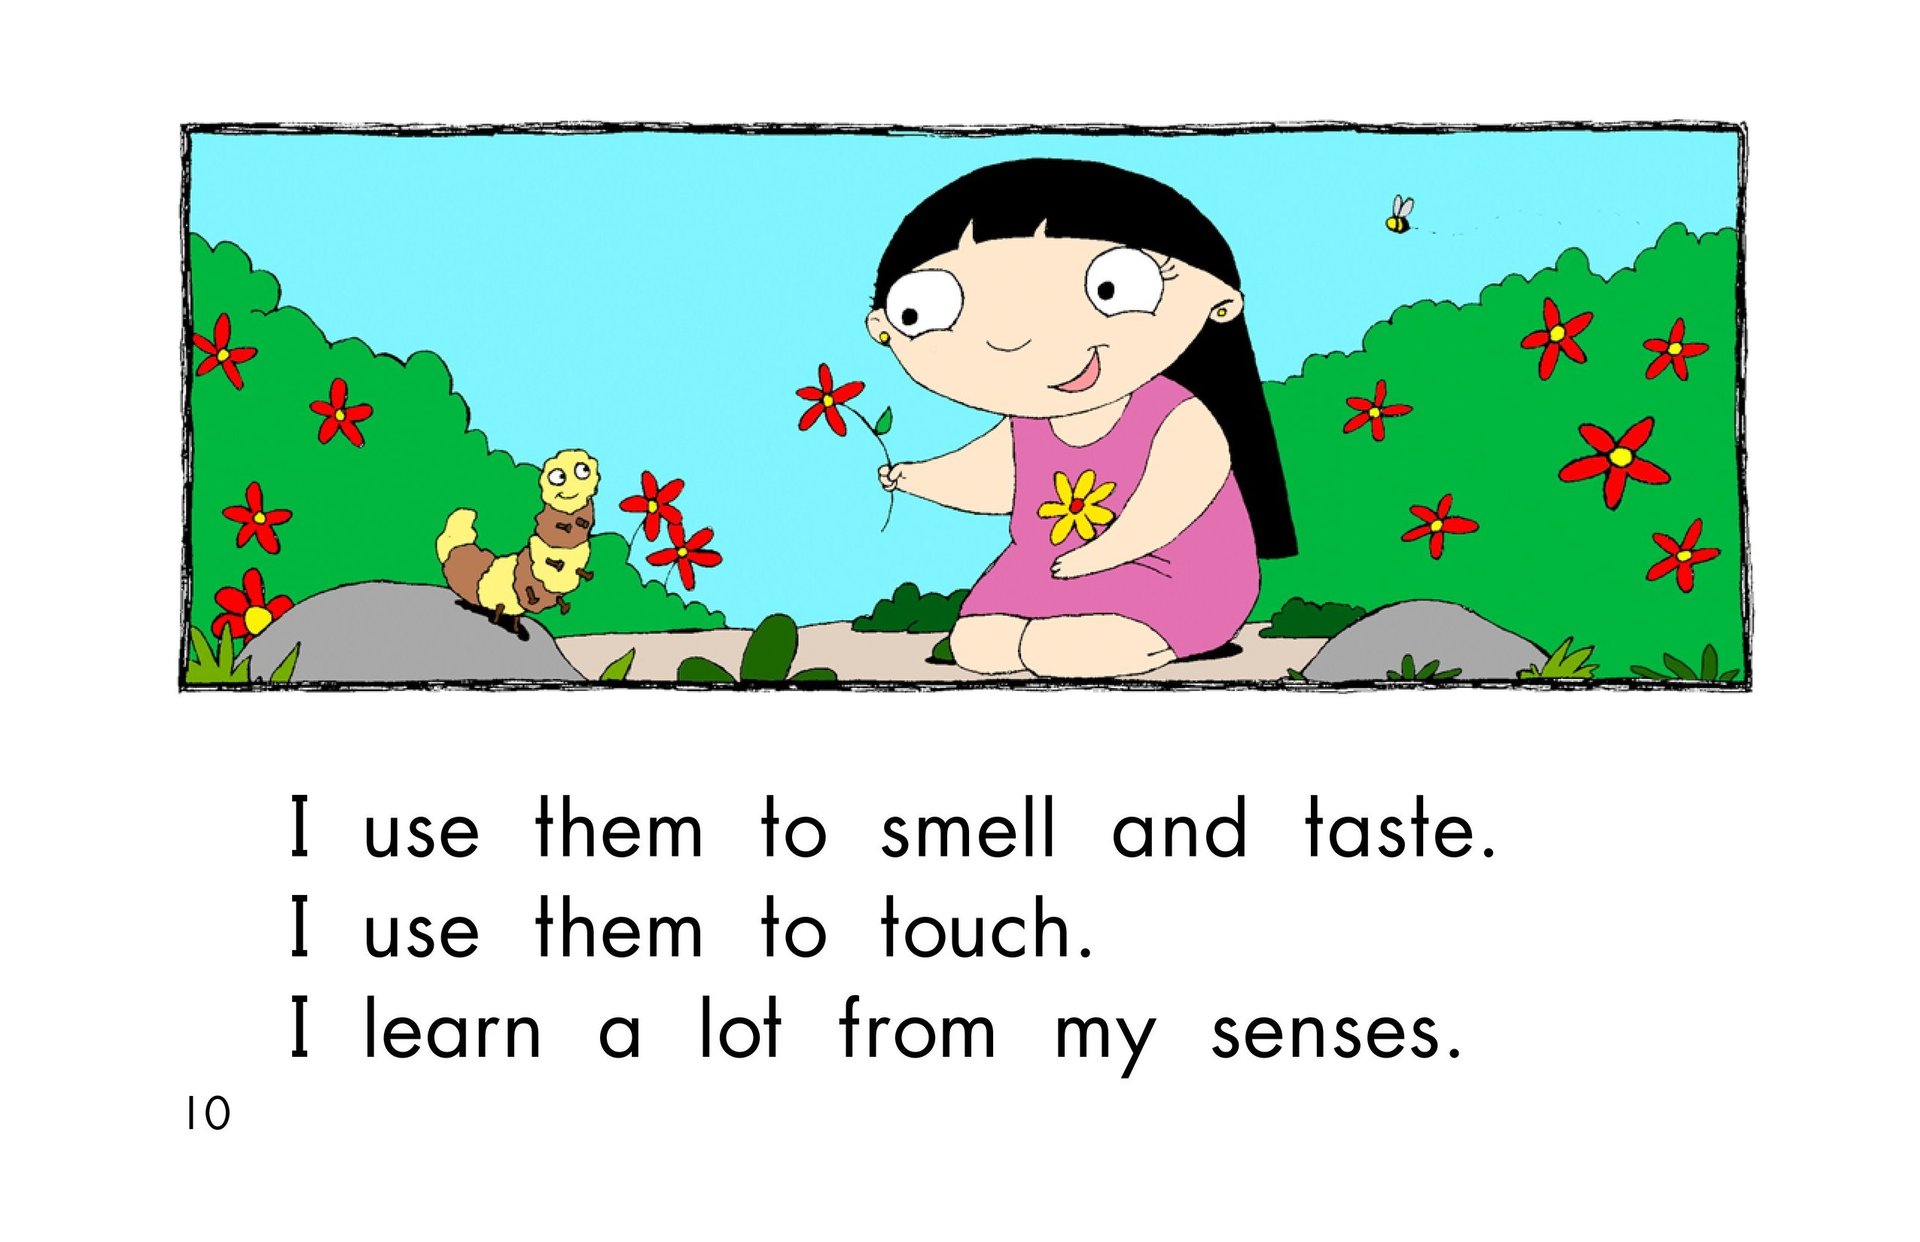 I use them to smell and taste.
I use them to touch.
I learn a lot from my senses.
10